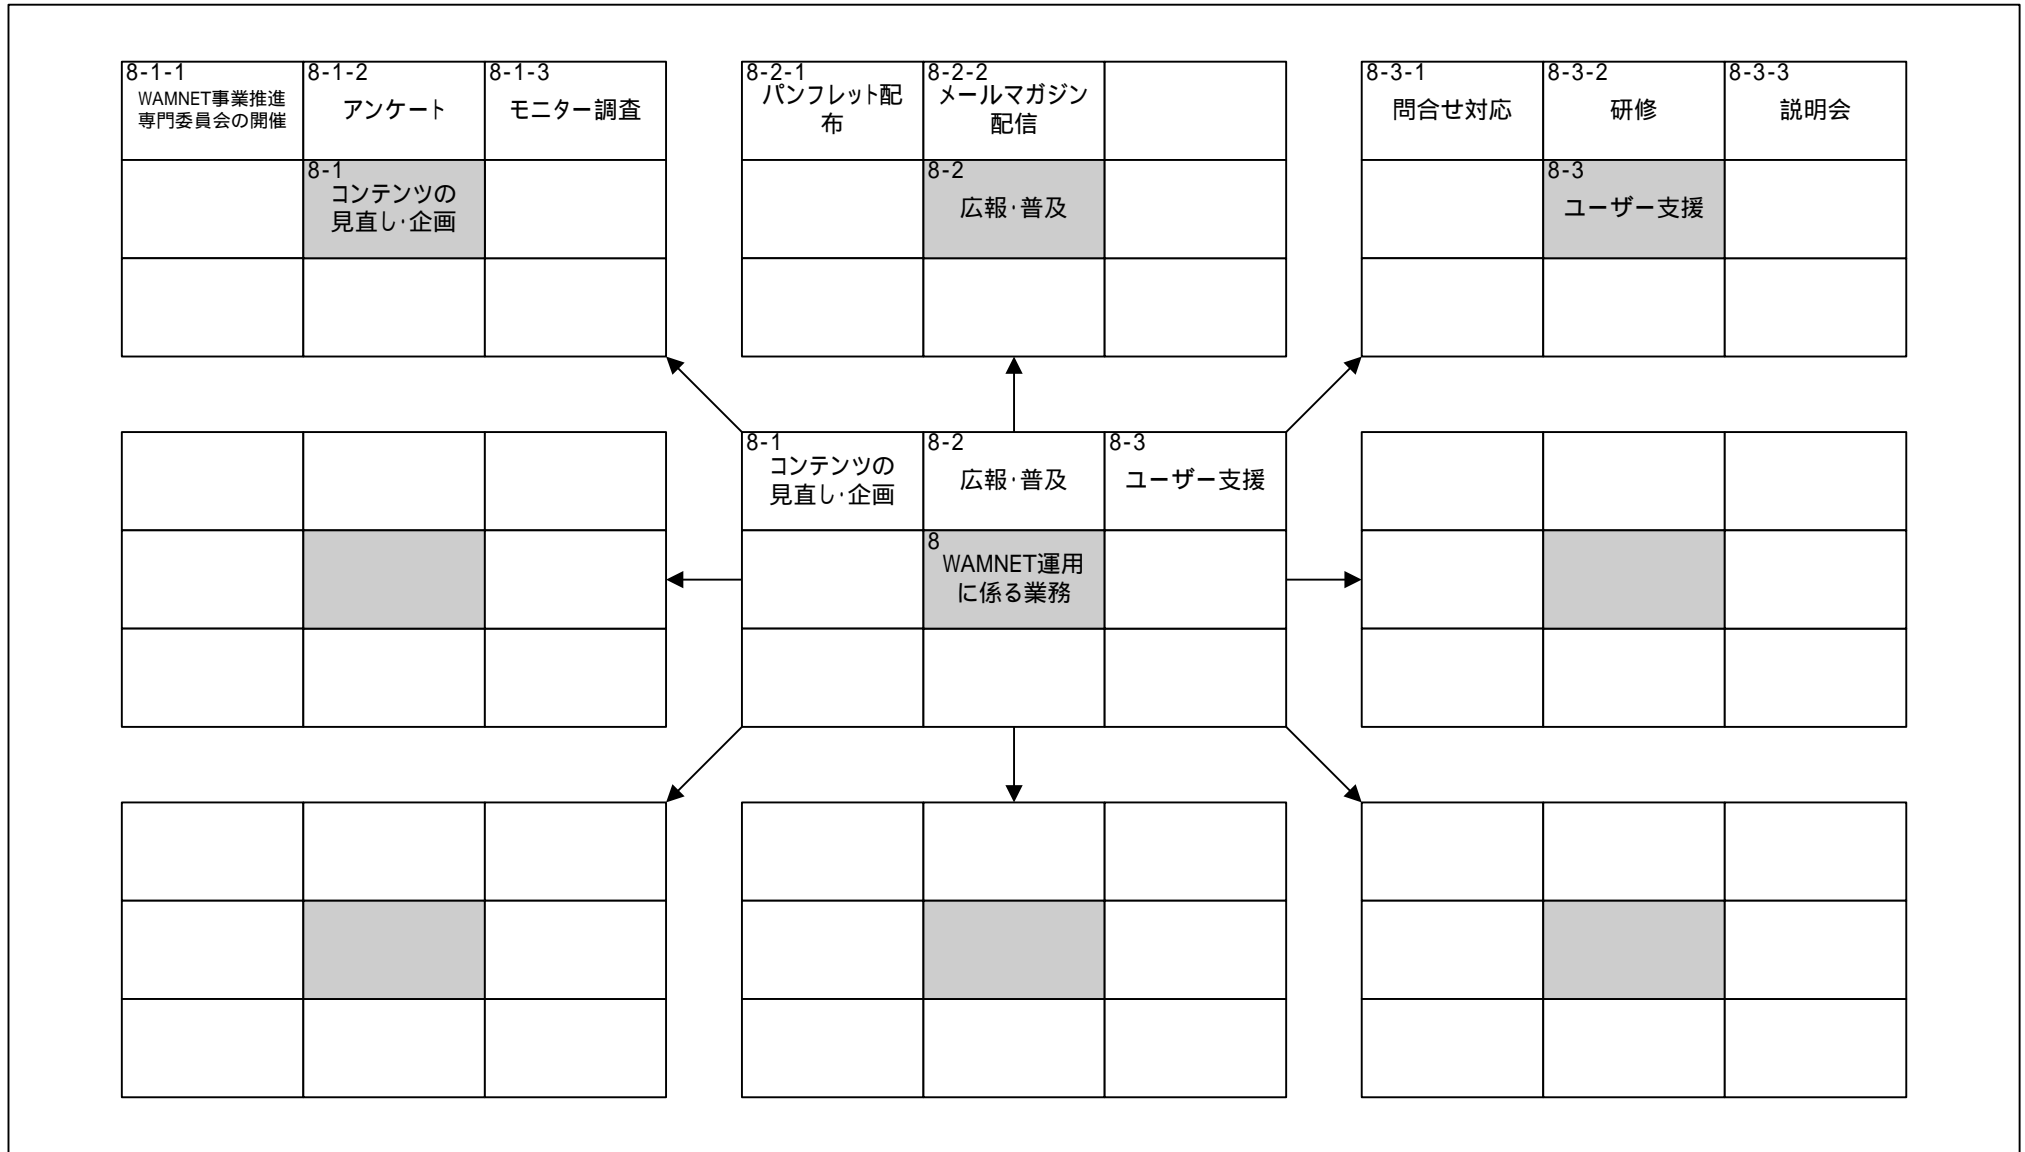 8-1-1
WAMNET事業推進
専門委員会の開催
8-1-2
アンケート
8-1-3
モニター調査
8-1
コンテンツの
見直し・企画
8-2-1
パンフレット配
布
8-2-2
メールマガジン
配信
8-2
広報・普及
8-3-1
問合せ対応
8-3-2
研修
8-3-3
説明会
8-3
ユーザー支援
8-1
コンテンツの
見直し・企画
8-2
広報・普及
8-3
ユーザー支援
8
WAMNET運用
に係る業務